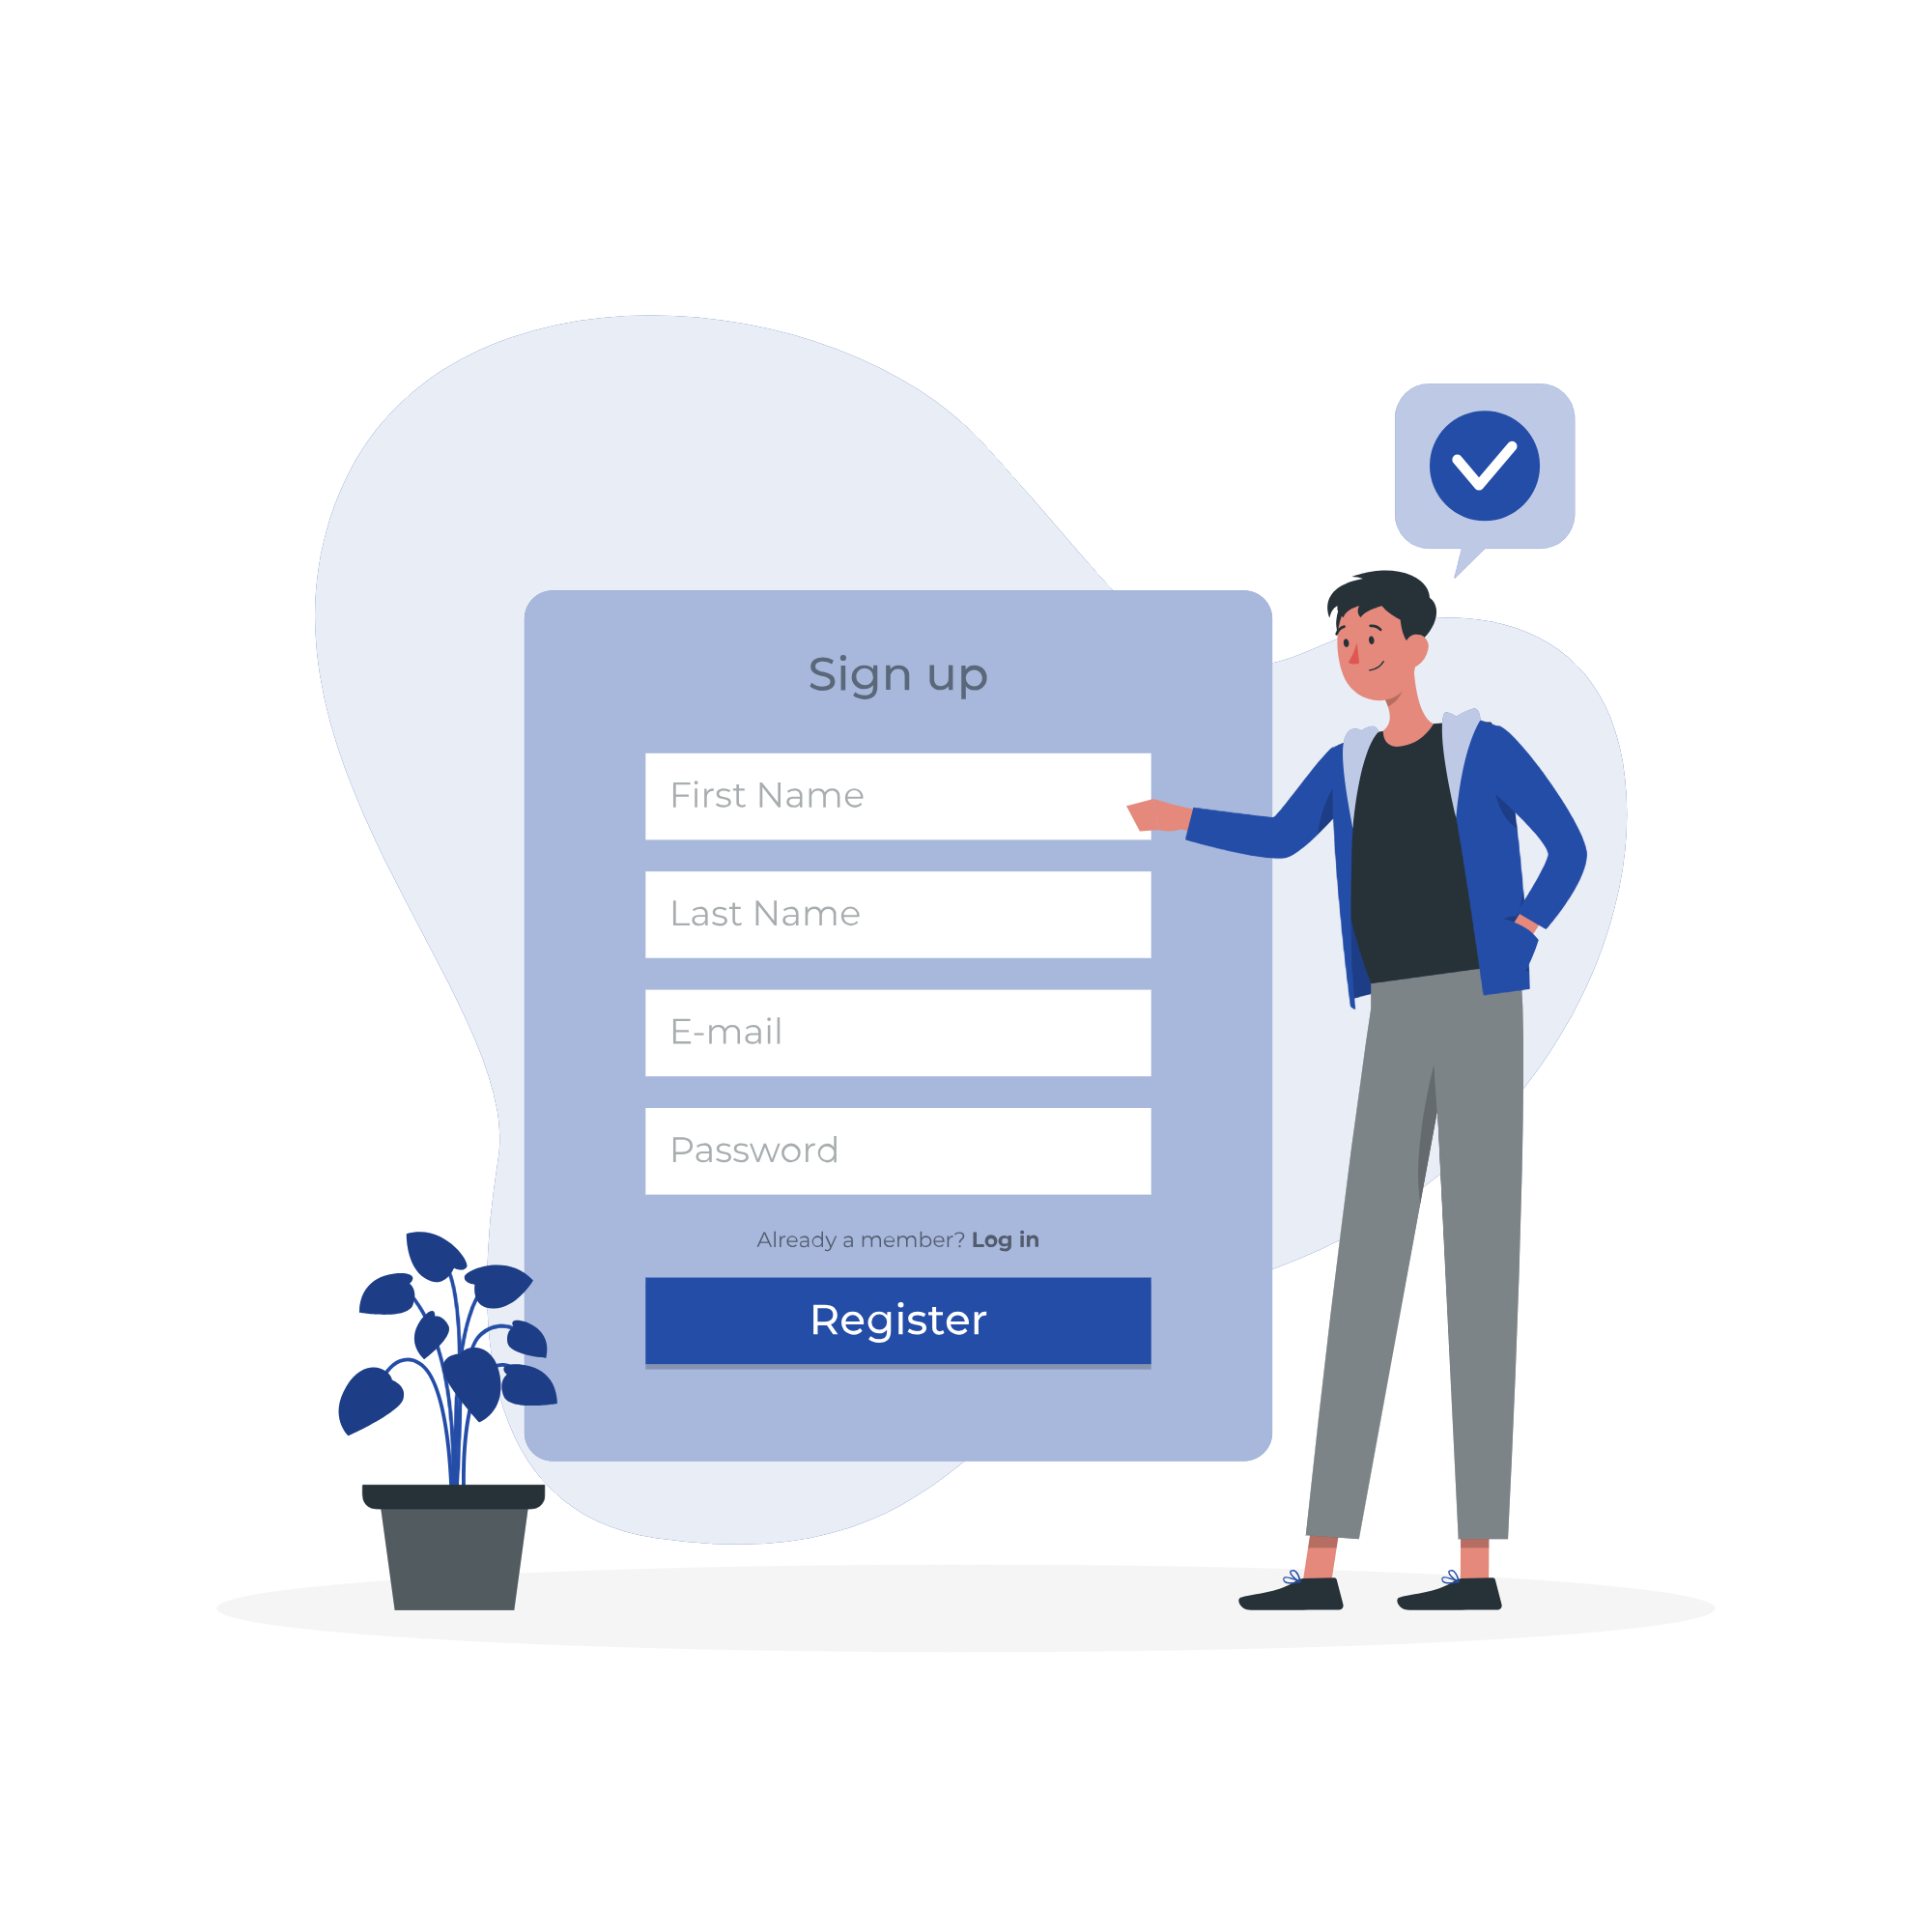 Sign up
First Name
Last Name
E-mail
Password
Already a member? Log in
Register